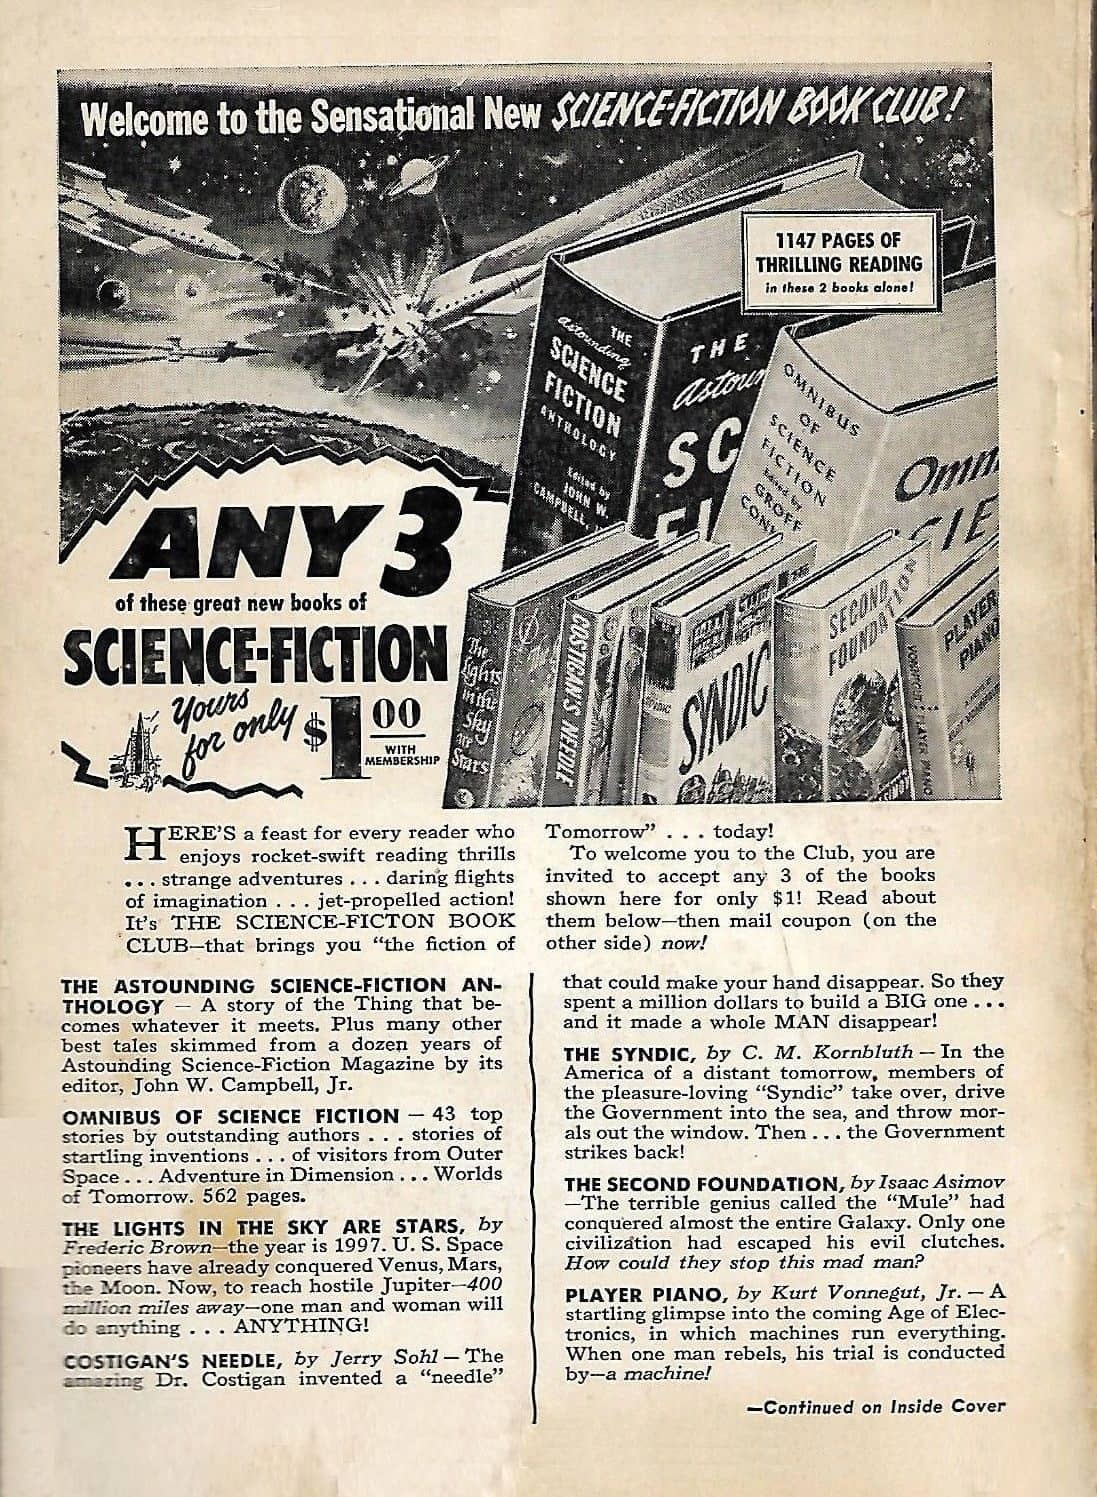 Welcome to the Sensational New SCIENCE-FICTION BOOK CLUB!
1147 PAGES OF
THRILLING READING
in these 2 books alone!
THE
astounding
SCIENCE
FICTION
ANTHOLOGY
Edited by
JOHN W.
CAMPBELL,
THE
astoun
SC
FI
OMNIBUS
OF
SCIENCE
FICTION
Edited by
GROFF
CONK
Omni
SCIE
ANY 3
of these great new books of
SCIENCE-FICTION
Yours
for only
$1.00
WITH
MEMBERSHIP
The
Lights
in the
Sky
are
Stars
COSTIGAN'S NEEDLE
SYNDIC
SECOND
FOUNDATION
PLAYER
PIANO
VONNEGUT PLAYER PIANO
HERE'S a feast for every reader who
enjoys rocket-swift reading thrills
... strange adventures ... daring flights
of imagination ... jet-propelled action!
It's THE SCIENCE-FICTON BOOK
CLUB—that brings you "the fiction of
Tomorrow" ... today!
To welcome you to the Club, you are
invited to accept any 3 of the books
shown here for only $1! Read about
them below—then mail coupon (on the
other side) now!
THE ASTOUNDING SCIENCE-FICTION AN-
THOLOGY — A story of the Thing that be-
comes whatever it meets. Plus many other
best tales skimmed from a dozen years of
Astounding Science-Fiction Magazine by its
editor, John W. Campbell, Jr.
OMNIBUS OF SCIENCE FICTION — 43 top
stories by outstanding authors ... stories of
startling inventions ... of visitors from Outer
Space ... Adventure in Dimension ... Worlds
of Tomorrow. 562 pages.
THE LIGHTS IN THE SKY ARE STARS, by
Frederic Brown—the year is 1997. U. S. Space
pioneers have already conquered Venus, Mars,
the Moon. Now, to reach hostile Jupiter—400
million miles away—one man and woman will
do anything ... ANYTHING!
COSTIGAN'S NEEDLE, by Jerry Sohl — The
amazing Dr. Costigan invented a "needle"
that could make your hand disappear. So they
spent a million dollars to build a BIG one ...
and it made a whole MAN disappear!
THE SYNDIC, by C. M. Kornbluth — In the
America of a distant tomorrow, members of
the pleasure-loving "Syndic" take over, drive
the Government into the sea, and throw mor-
als out the window. Then ... the Government
strikes back!
THE SECOND FOUNDATION, by Isaac Asimov
—The terrible genius called the "Mule" had
conquered almost the entire Galaxy. Only one
civilization had escaped his evil clutches.
How could they stop this mad man?
PLAYER PIANO, by Kurt Vonnegut, Jr. — A
startling glimpse into the coming Age of Elec-
tronics, in which machines run everything.
When one man rebels, his trial is conducted
by—a machine!
—Continued on Inside Cover